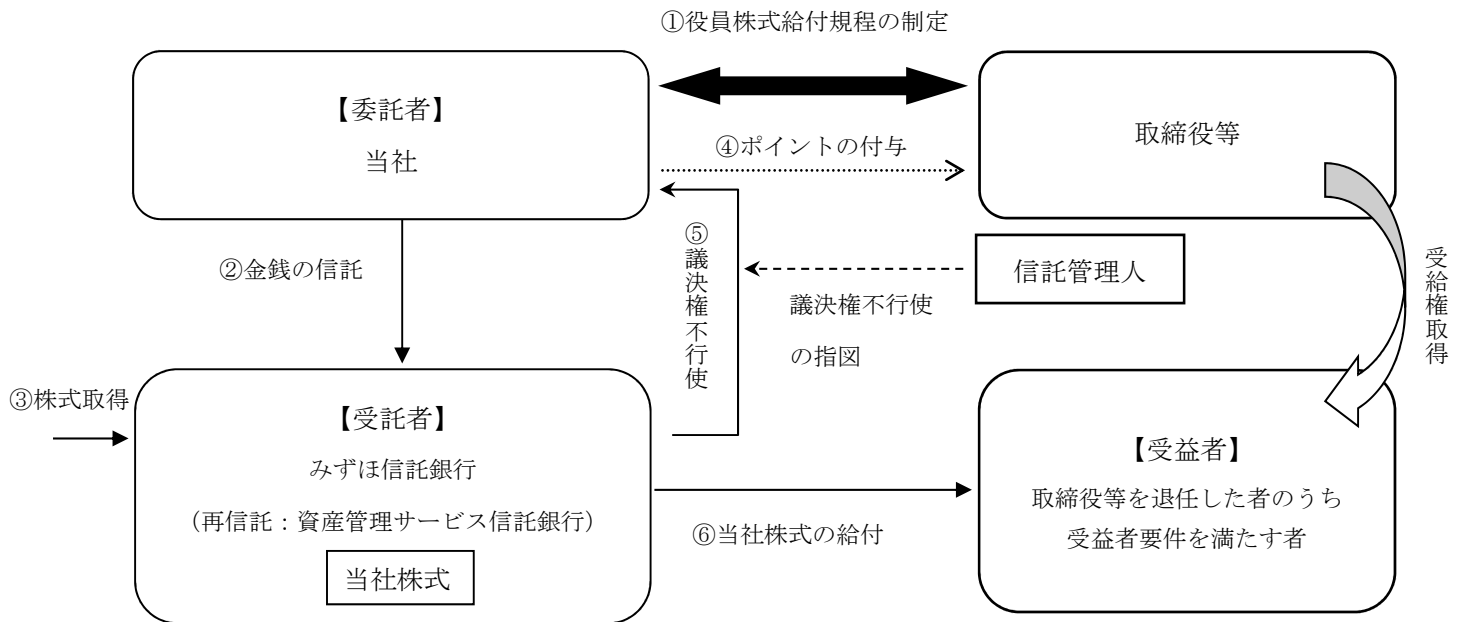 ①役員株式給付規程の制定
【委託者】
当社
取締役等
④ポイントの付与
②金銭の信託
⑤議決権不行使
信託管理人
議決権不行使
の指図
受給権取得
③株式取得
【受託者】
みずほ信託銀行
（再信託：資産管理サービス信託銀行）
当社株式
⑥当社株式の給付
【受益者】
取締役等を退任した者のうち
受益者要件を満たす者